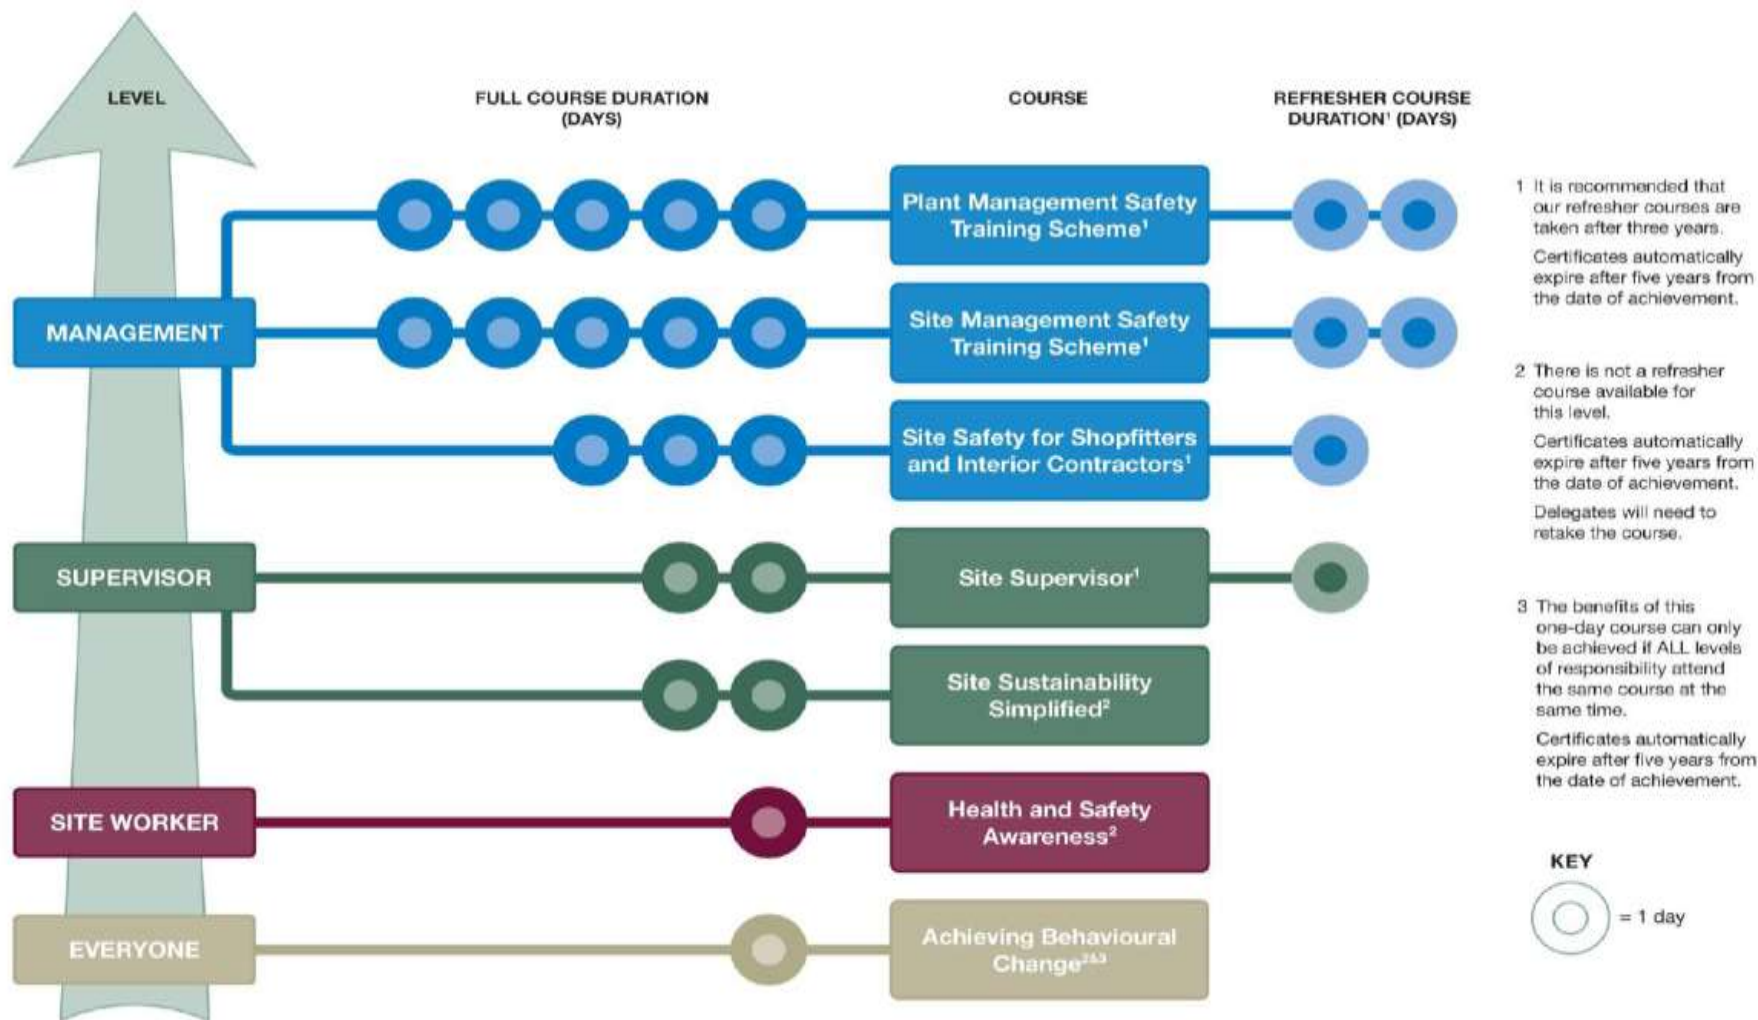 LEVEL
FULL COURSE DURATION
(DAYS)
COURSE
REFRESHER COURSE
DURATION¹ (DAYS)
MANAGEMENT
Plant Management Safety
Training Scheme¹
Site Management Safety
Training Scheme¹
Site Safety for Shopfitters
and Interior Contractors¹
SUPERVISOR
Site Supervisor¹
Site Sustainability
Simplified²
SITE WORKER
Health and Safety
Awareness²
EVERYONE
Achieving Behavioural
Change²&³
1 It is recommended that
our refresher courses are
taken after three years.
Certificates automatically
expire after five years from
the date of achievement.
2 There is not a refresher
course available for
this level.
Certificates automatically
expire after five years from
the date of achievement.
Delegates will need to
retake the course.
3 The benefits of this
one-day course can only
be achieved if ALL levels
of responsibility attend
the same course at the
same time.
Certificates automatically
expire after five years from
the date of achievement.
KEY
= 1 day